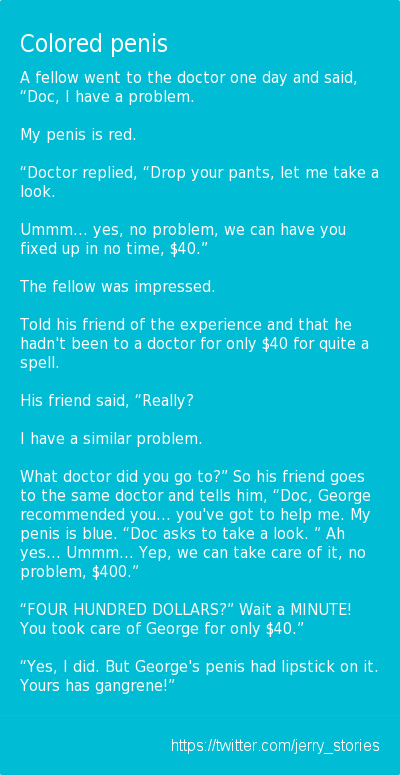 Colored penis
A fellow went to the doctor one day and said,
“Doc, I have a problem.
My penis is red.
“Doctor replied, “Drop your pants, let me take a
look.
Ummm... yes, no problem, we can have you
fixed up in no time, $40.”
The fellow was impressed.
Told his friend of the experience and that he
hadn't been to a doctor for only $40 for quite a
spell.
His friend said, “Really?
I have a similar problem.
What doctor did you go to?” So his friend goes
to the same doctor and tells him, “Doc, George
recommended you... you've got to help me. My
penis is blue. “Doc asks to take a look. ” Ah
yes... Ummm... Yep, we can take care of it, no
problem, $400.”
“FOUR HUNDRED DOLLARS?” Wait a MINUTE!
You took care of George for only $40.”
“Yes, I did. But George's penis had lipstick on it.
Yours has gangrene!”
https://twitter.com/jerry_stories